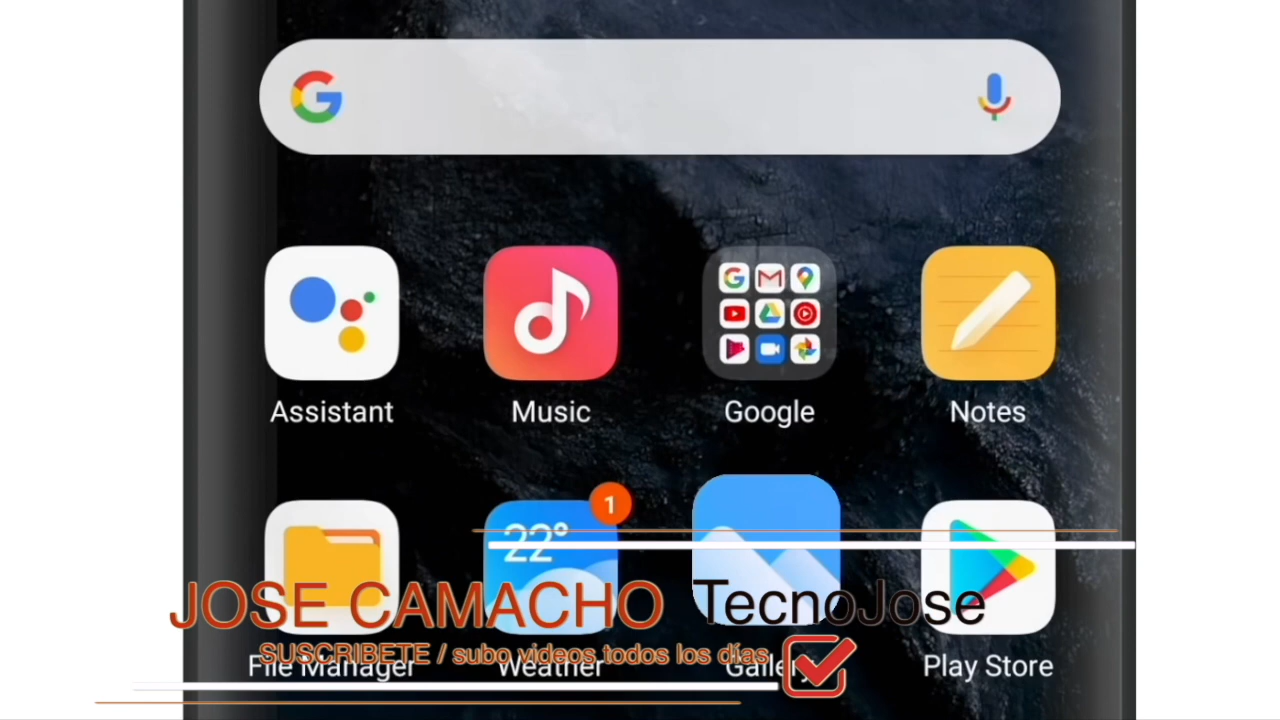 Assistant Music Google Notes
1
22°
JOSE CAMACHO TecnoJose
SUSCRIBETE / subo videos todos los días
File Manager Weather Gallery Play Store